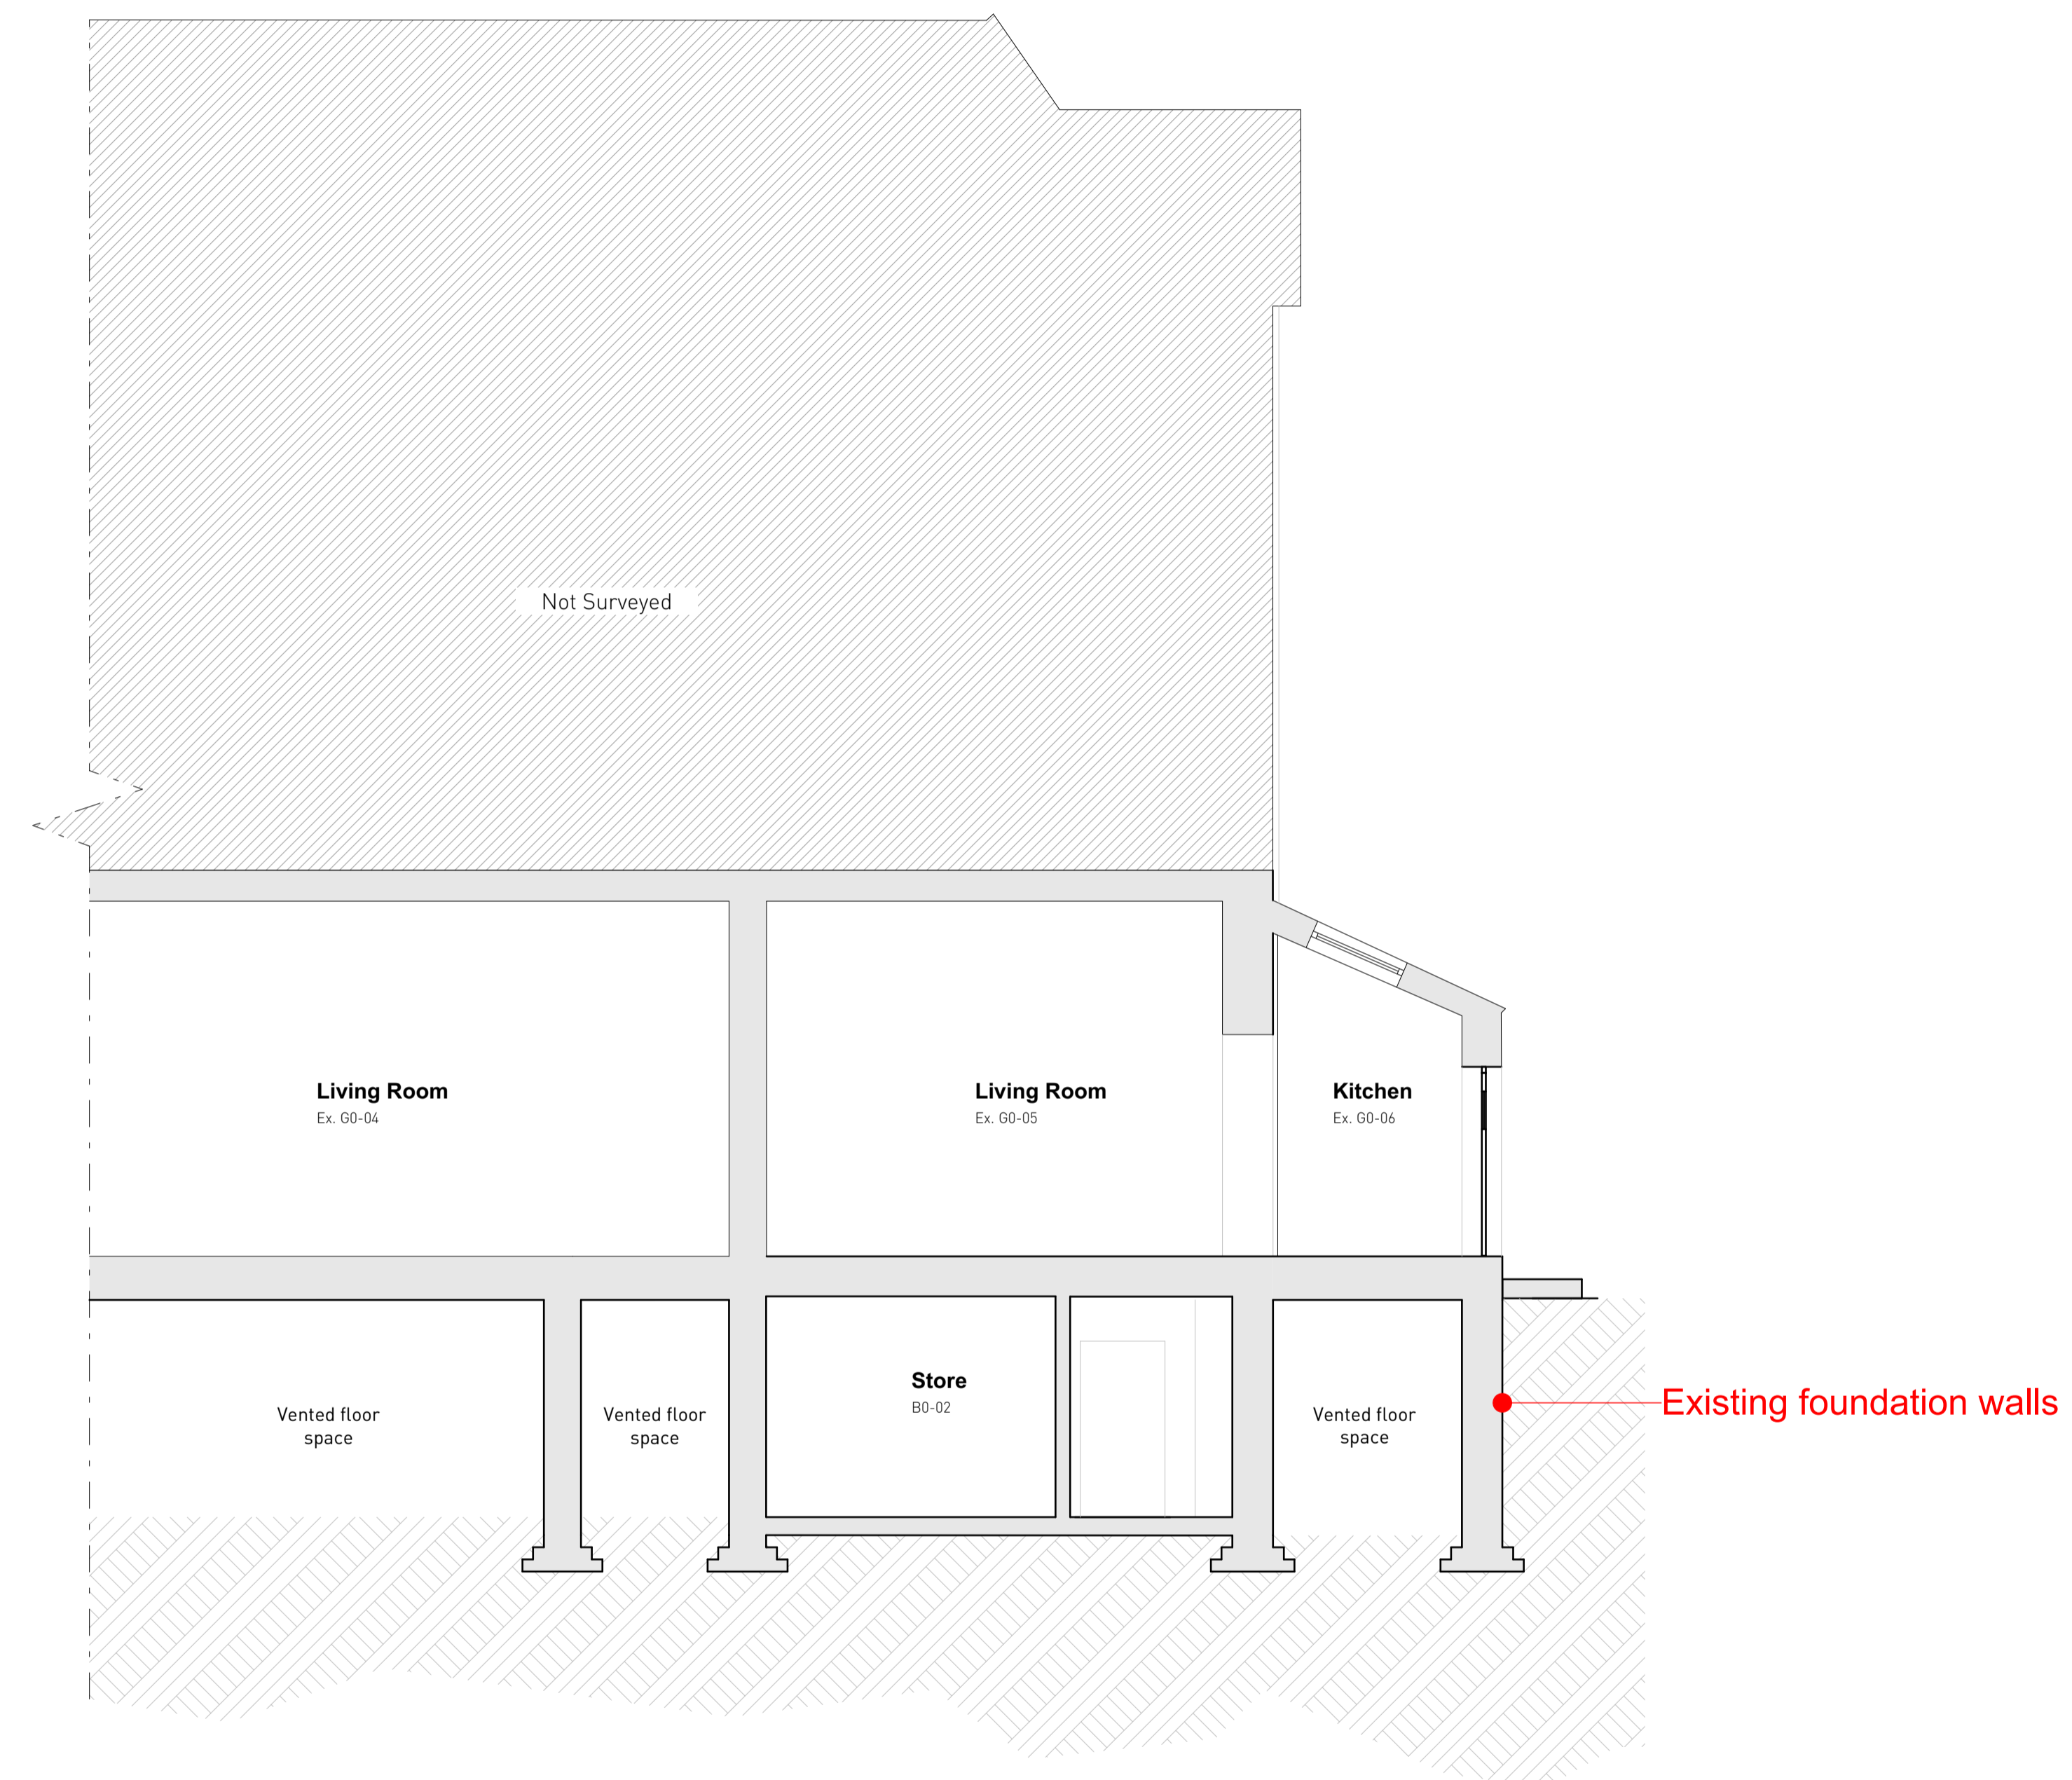 Not Surveyed
Living Room
Ex. G0-04
Living Room
Ex. G0-05
Kitchen
Ex. G0-06
Store
B0-02
Vented floor
space
Vented floor
space
Vented floor
space
Existing foundation walls